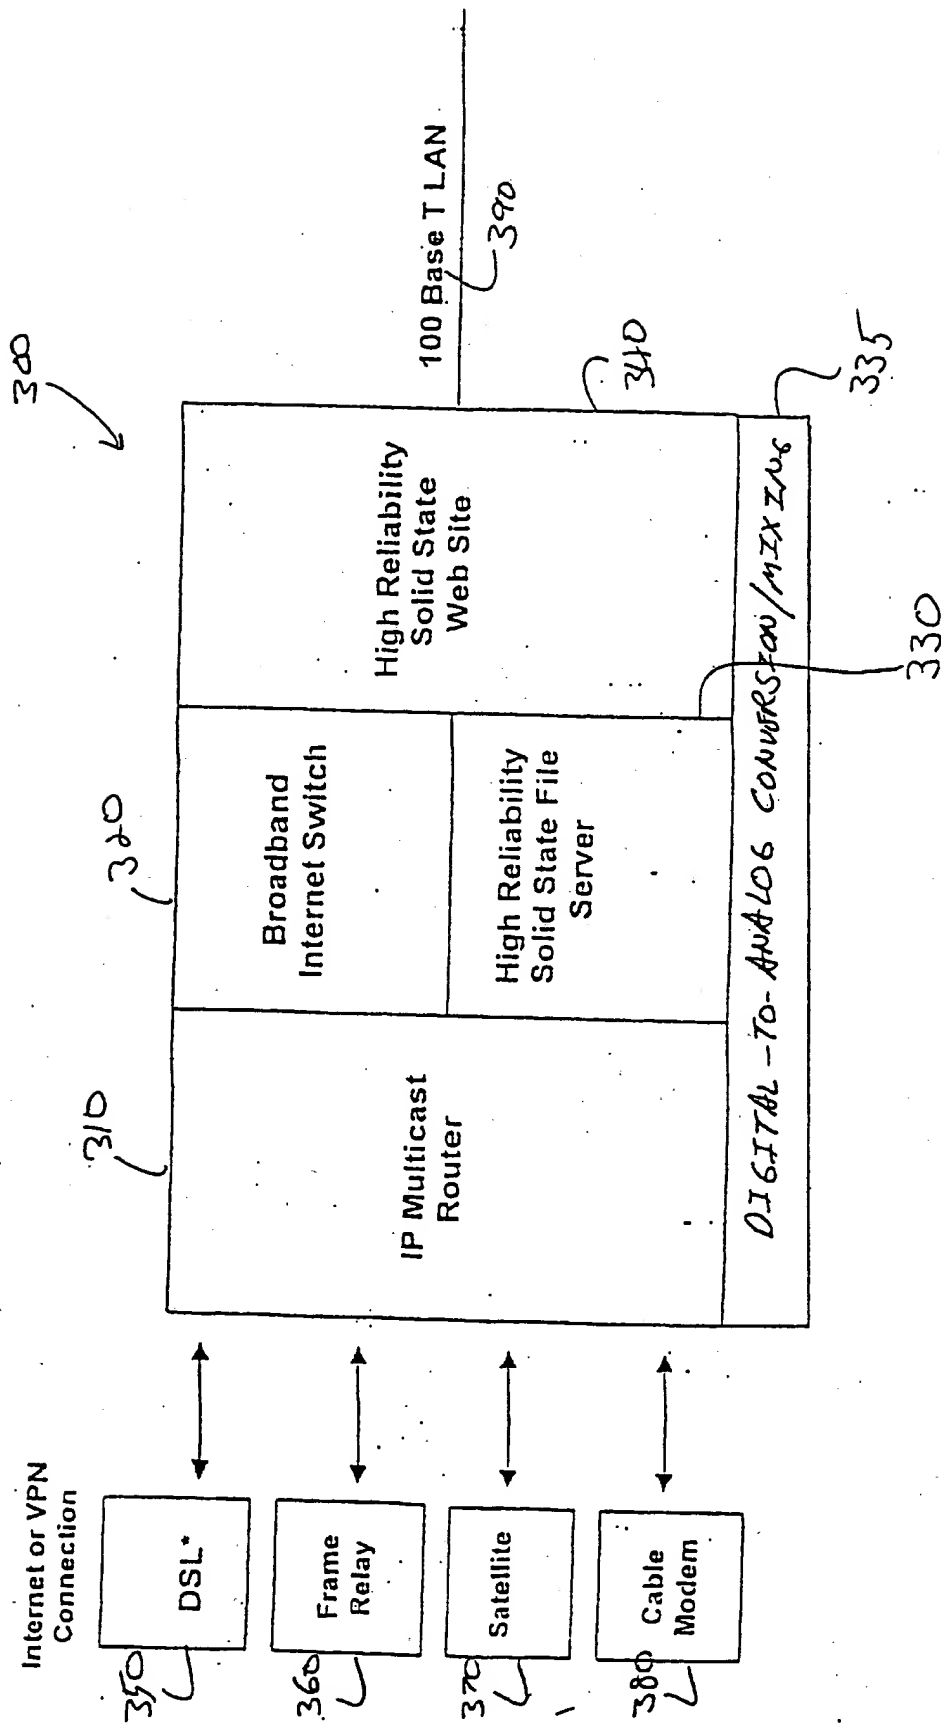 300
Internet or VPN
Connection
350
DSL*
360
Frame
Relay
370
Satellite
380
Cable
Modem
310
IP Multicast
Router
320
Broadband
Internet Switch
High Reliability
Solid State File
Server
330
High Reliability
Solid State
Web Site
340
100 Base T LAN
390
DIGITAL-TO-ANALOG CONVERSION/MIXING
335